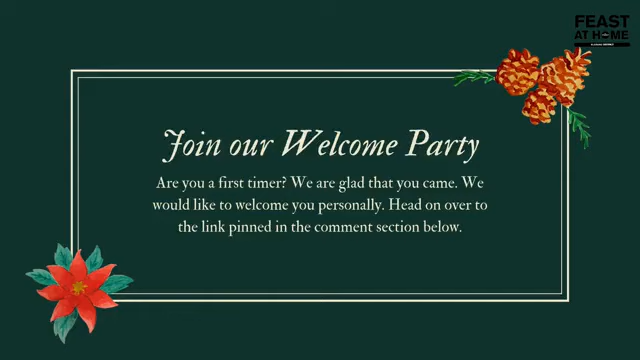 FEAST
AT HOME
Join our Welcome Party
Are you a first timer? We are glad that you came. We
would like to welcome you personally. Head on over to
the link pinned in the comment section below.